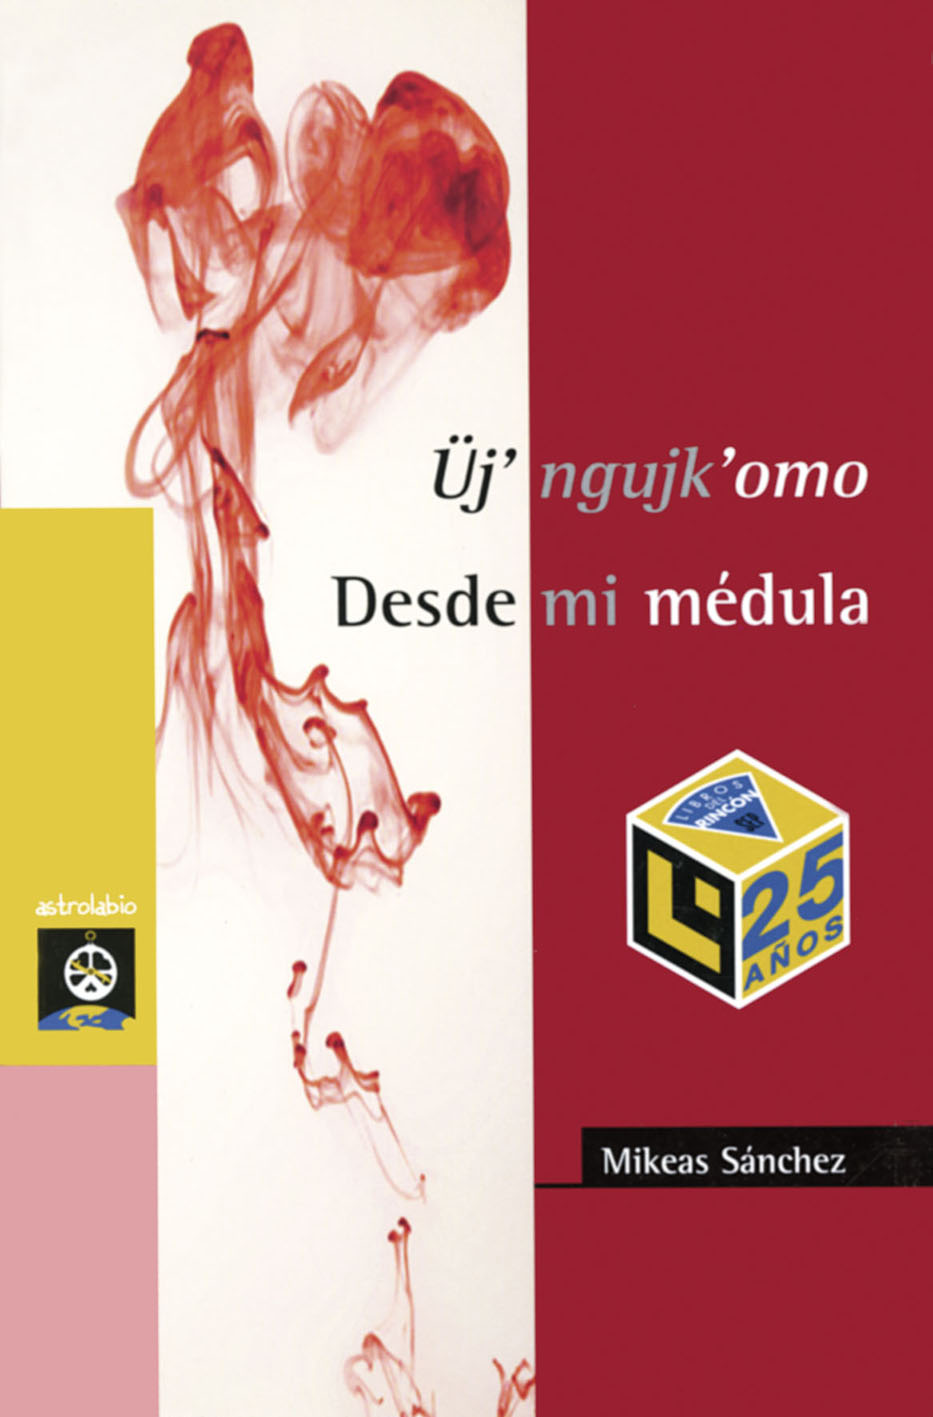 Üj’ ngujk’omo
Desde mi médula
LIBROS
DEL
RINCÓN
SEP
25
AÑOS
astrolabio
Mikeas Sánchez